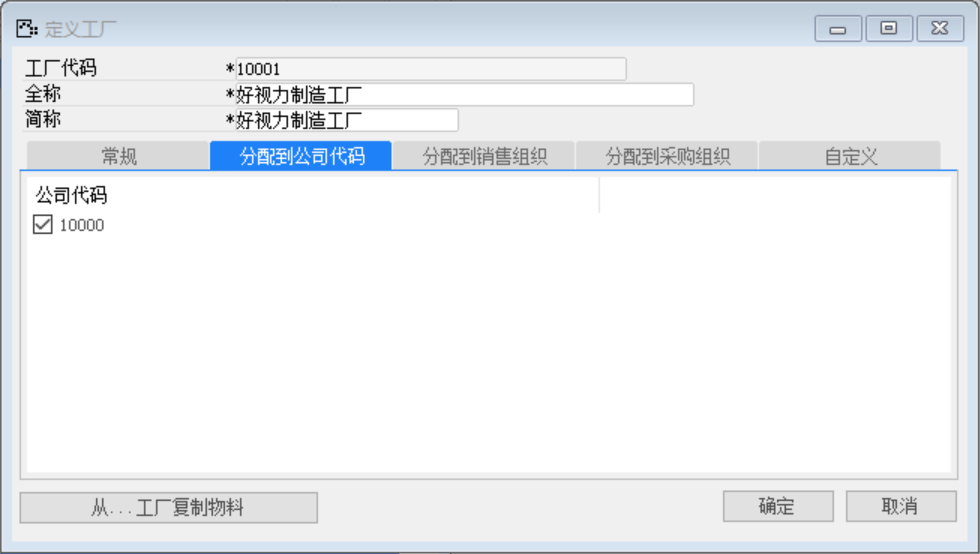 定义工厂
工厂代码 *10001
全称 *好视力制造工厂
简称 *好视力制造工厂
常规 分配到公司代码 分配到销售组织 分配到采购组织 自定义
公司代码
10000
从...工厂复制物料 确定 取消